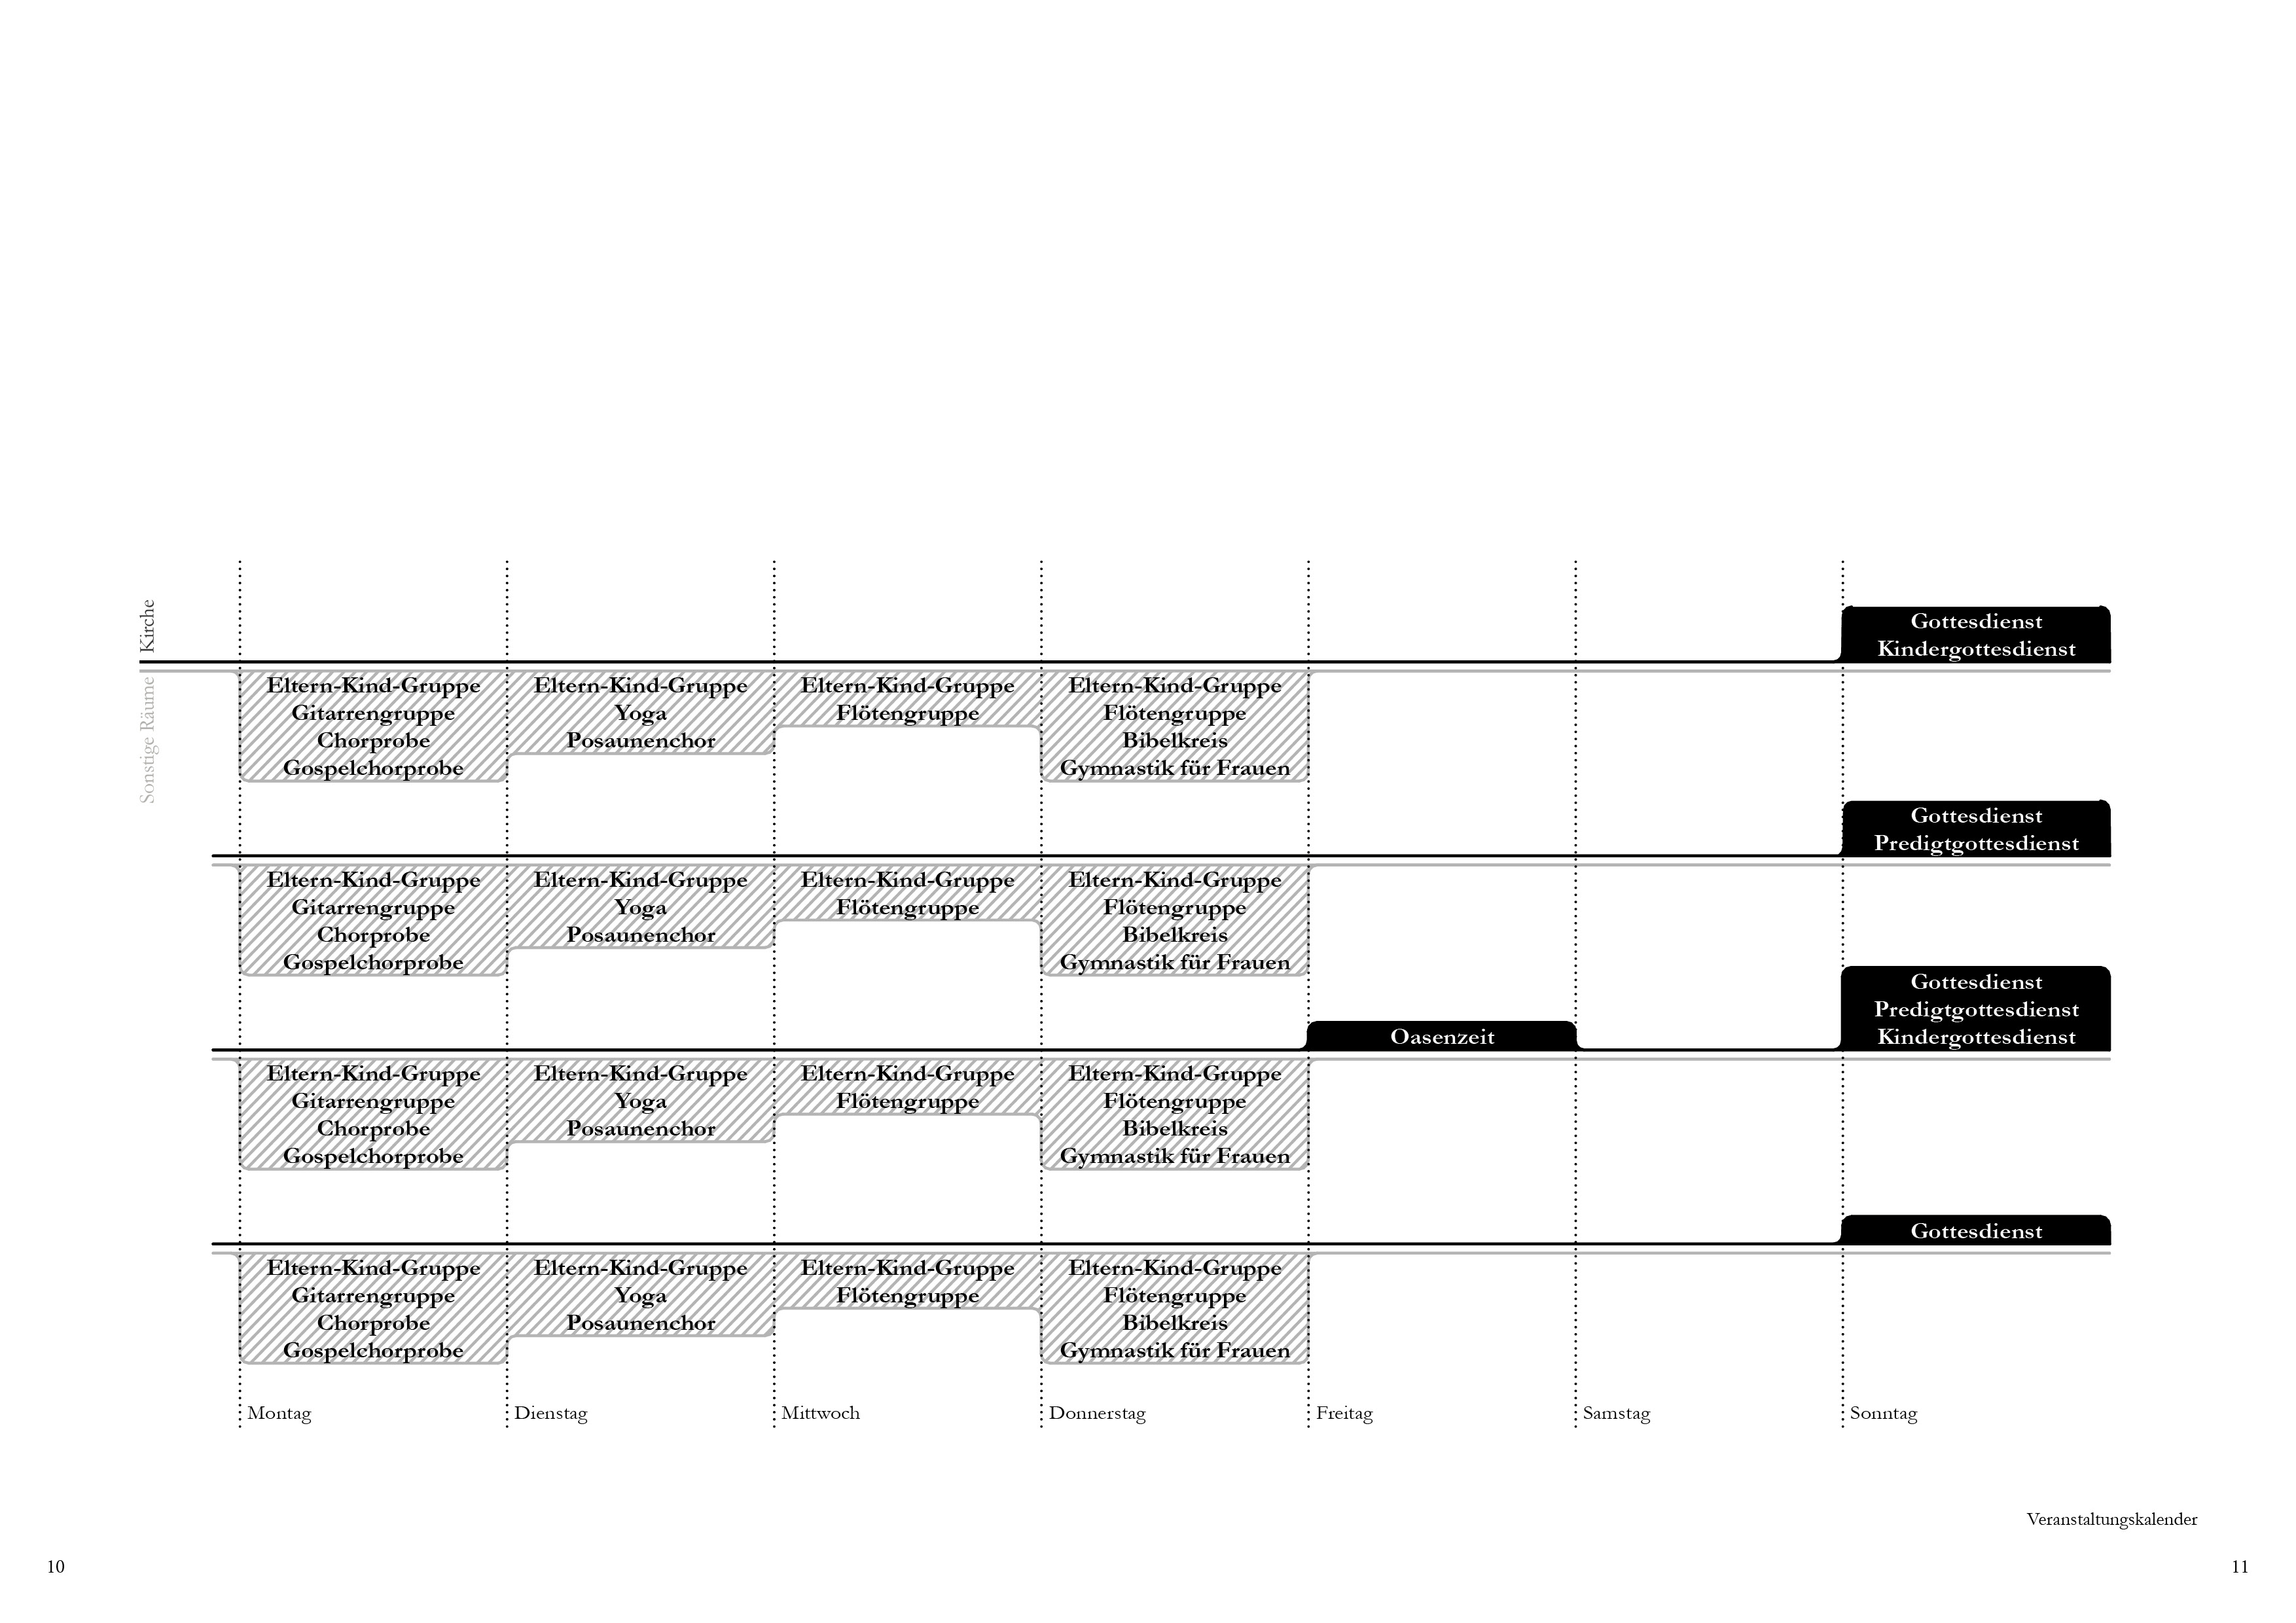 Kirche
Sonstige Räume
Gottesdienst
Kindergottesdienst
Eltern-Kind-Gruppe
Gitarrengruppe
Chorprobe
Gospelchorprobe
Eltern-Kind-Gruppe
Yoga
Posaunenchor
Eltern-Kind-Gruppe
Flötengruppe
Eltern-Kind-Gruppe
Flötengruppe
Bibelkreis
Gymnastik für Frauen
Gottesdienst
Predigtgottesdienst
Eltern-Kind-Gruppe
Gitarrengruppe
Chorprobe
Gospelchorprobe
Eltern-Kind-Gruppe
Yoga
Posaunenchor
Eltern-Kind-Gruppe
Flötengruppe
Eltern-Kind-Gruppe
Flötengruppe
Bibelkreis
Gymnastik für Frauen
Oasenzeit
Gottesdienst
Predigtgottesdienst
Kindergottesdienst
Eltern-Kind-Gruppe
Gitarrengruppe
Chorprobe
Gospelchorprobe
Eltern-Kind-Gruppe
Yoga
Posaunenchor
Eltern-Kind-Gruppe
Flötengruppe
Eltern-Kind-Gruppe
Flötengruppe
Bibelkreis
Gymnastik für Frauen
Gottesdienst
Eltern-Kind-Gruppe
Gitarrengruppe
Chorprobe
Gospelchorprobe
Eltern-Kind-Gruppe
Yoga
Posaunenchor
Eltern-Kind-Gruppe
Flötengruppe
Eltern-Kind-Gruppe
Flötengruppe
Bibelkreis
Gymnastik für Frauen
Montag
Dienstag
Mittwoch
Donnerstag
Freitag
Samstag
Sonntag
Veranstaltungskalender
10
11